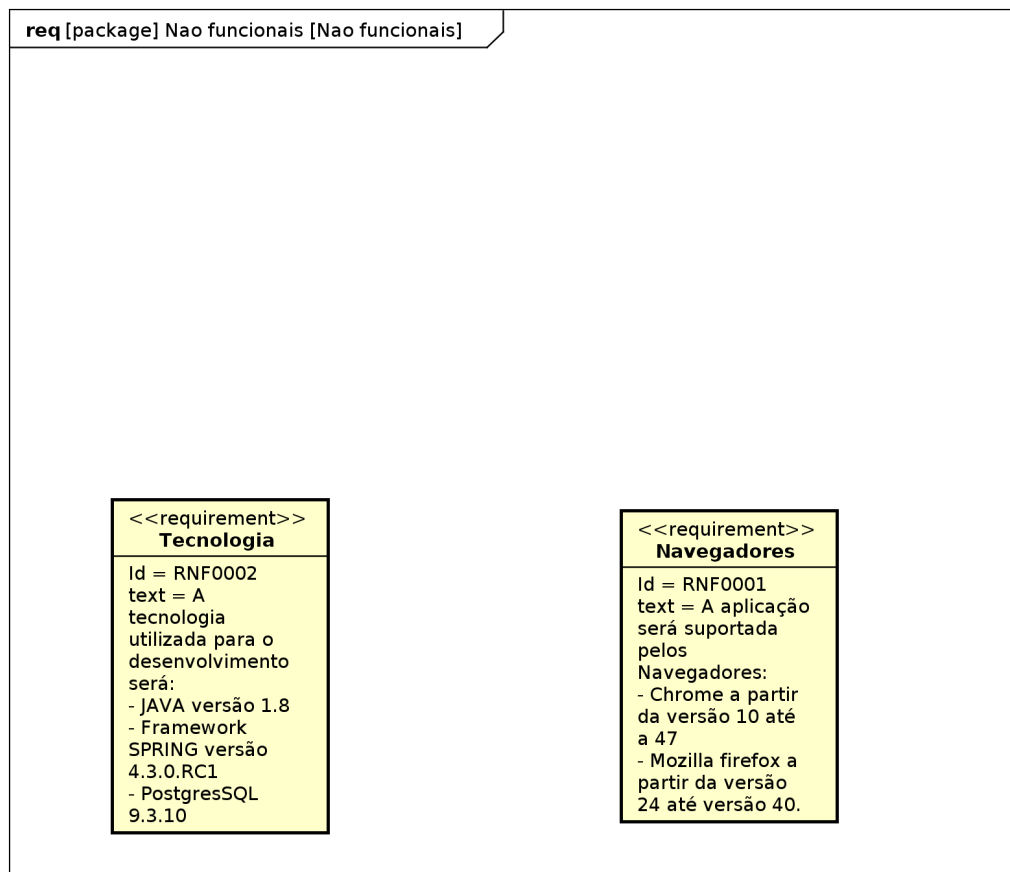 req [package] Nao funcionais [Nao funcionais]
<<requirement>>
Tecnologia
Id = RNF0002
text = A
tecnologia
utilizada para o
desenvolvimento
será:
- JAVA versão 1.8
- Framework
SPRING versão
4.3.0.RC1
- PostgresSQL
9.3.10
<<requirement>>
Navegadores
Id = RNF0001
text = A aplicação
será suportada
pelos
Navegadores:
- Chrome a partir
da versão 10 até
a 47
- Mozilla firefox a
partir da versão
24 até versão 40.